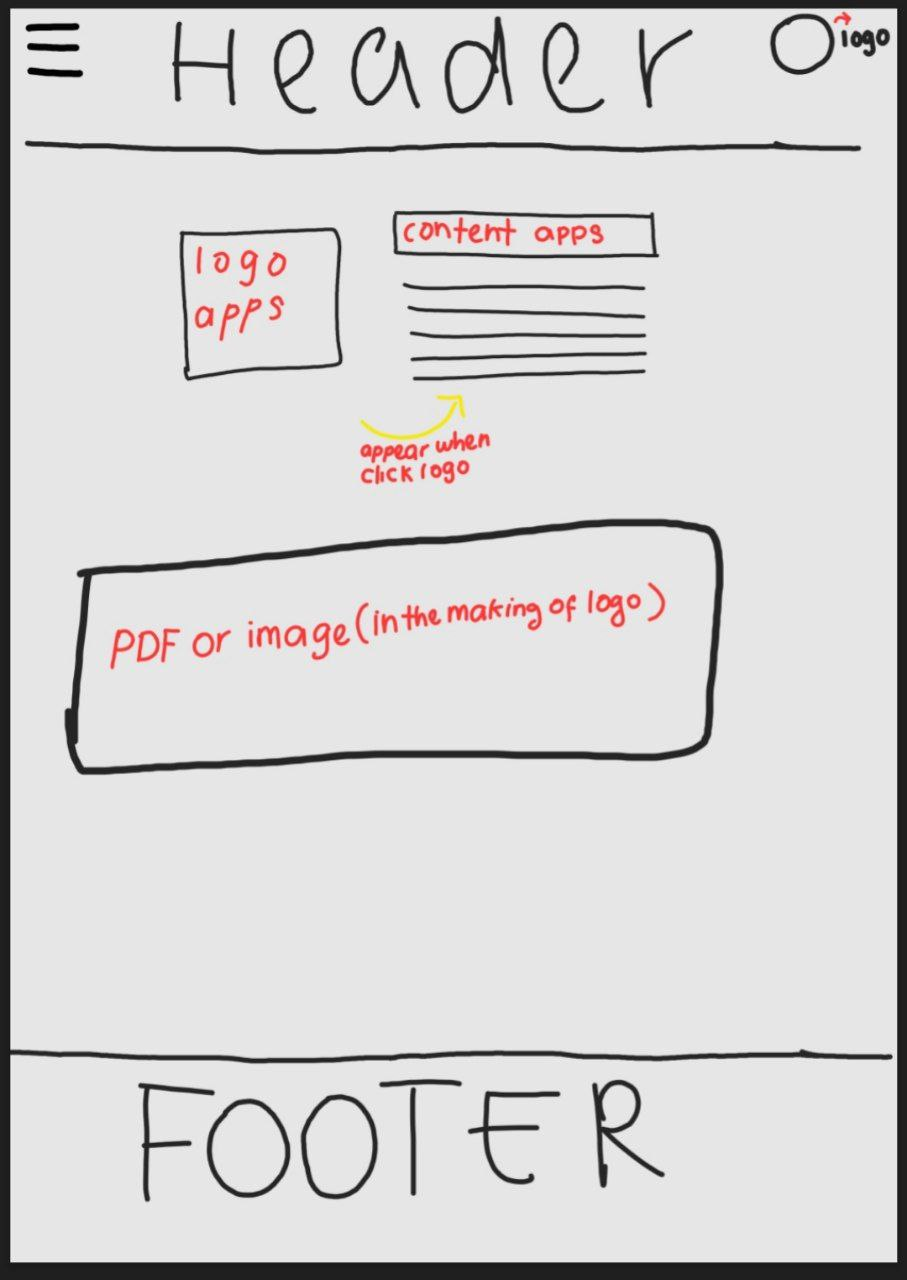 Header
logo
logo
apps
content apps
appear when
click logo
PDF or image (in the making of logo)
FOOTER